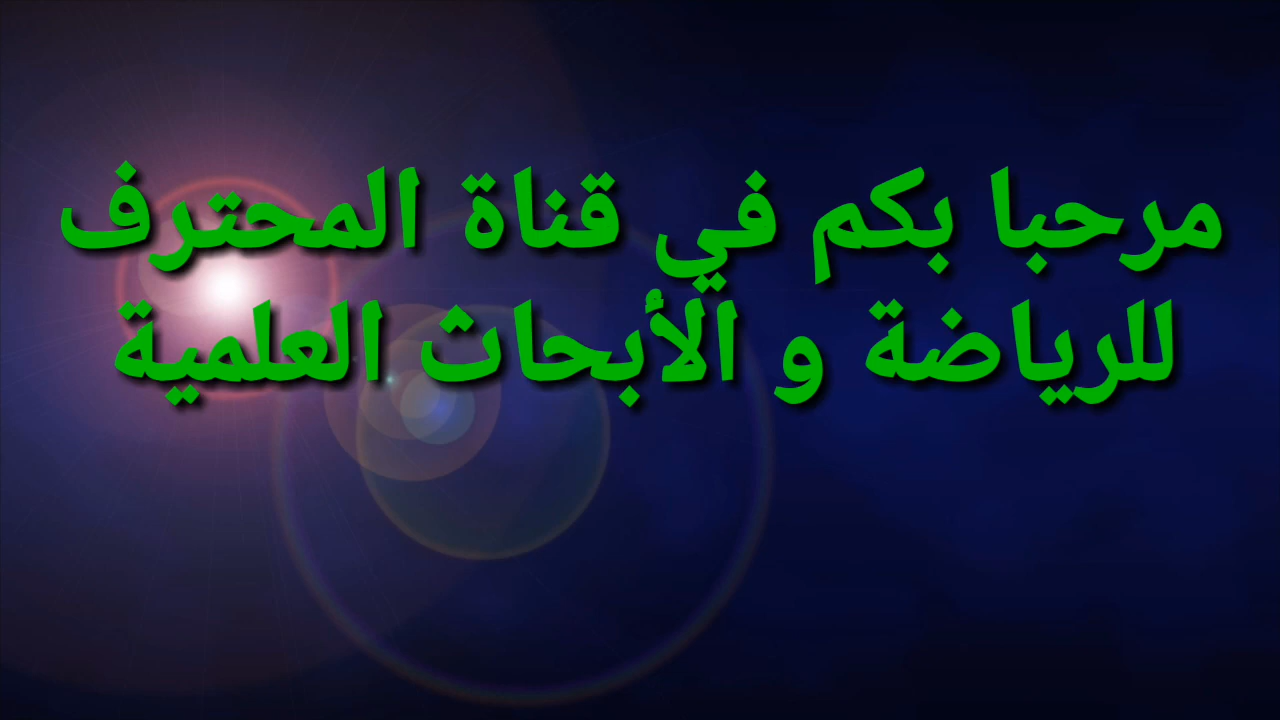 مرحبا بكم في قناة المحترف
للرياضة و الأبحاث العلمية